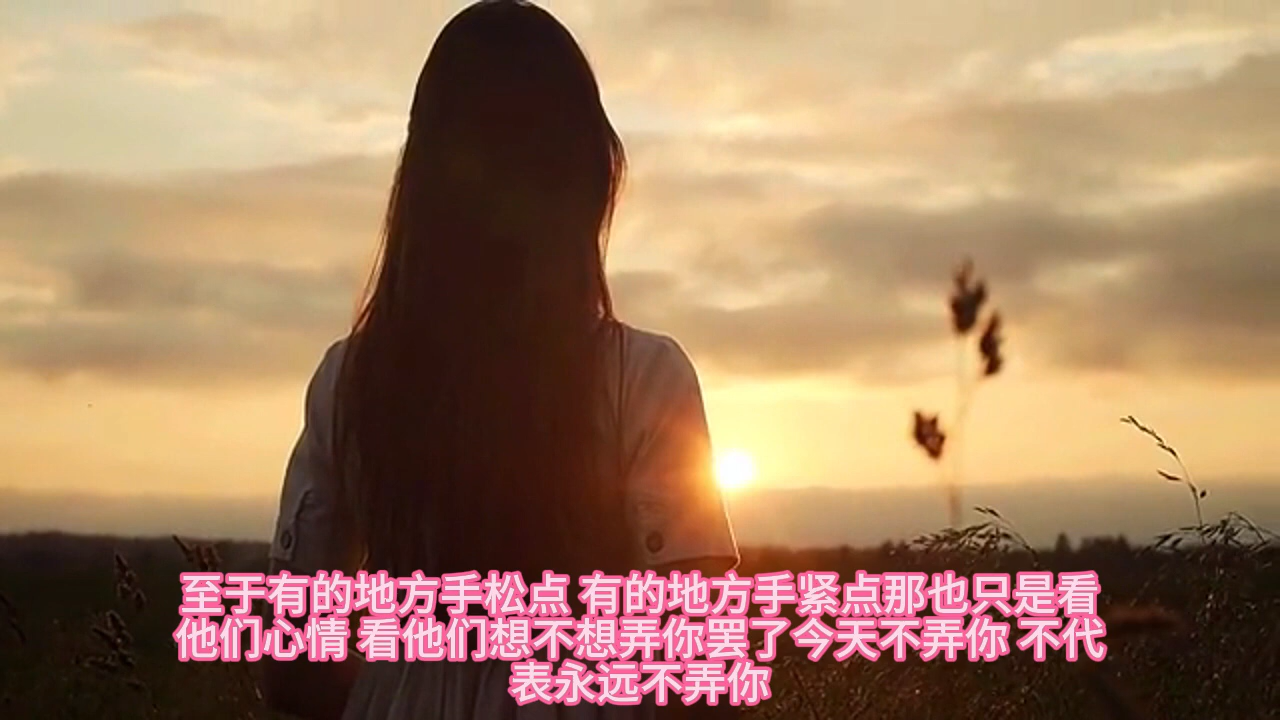 至于有的地方手松点 有的地方手紧点那也只是看
他们心情 看他们想不想弄你罢了今天不弄你 不代
表永远不弄你